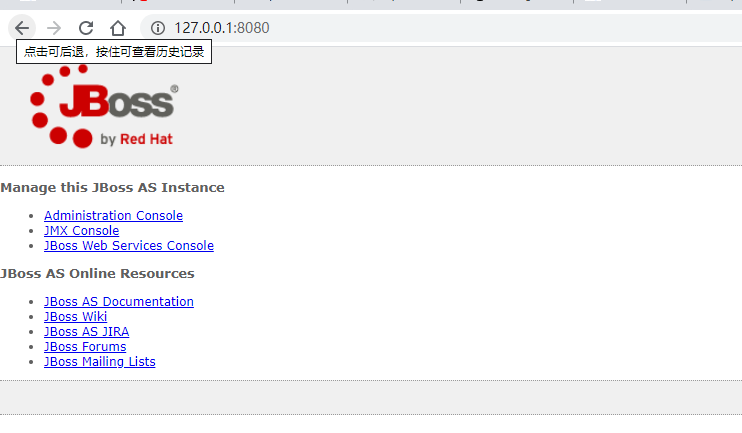 127.0.0.1:8080
点击可后退，按住可查看历史记录
JBoss®
by Red Hat
Manage this JBoss AS Instance
Administration Console
JMX Console
JBoss Web Services Console
JBoss AS Online Resources
JBoss AS Documentation
JBoss Wiki
JBoss AS JIRA
JBoss Forums
JBoss Mailing Lists